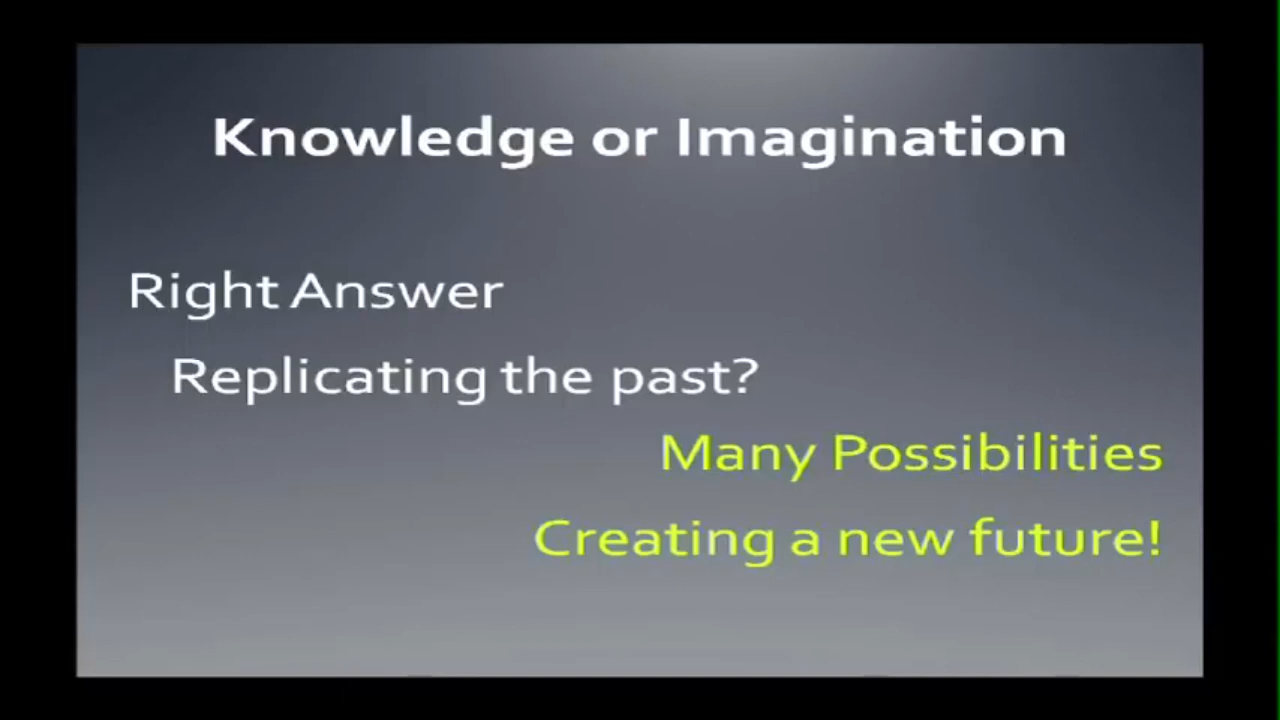 Knowledge or Imagination
Right Answer
Replicating the past?
Many Possibilities
Creating a new future!